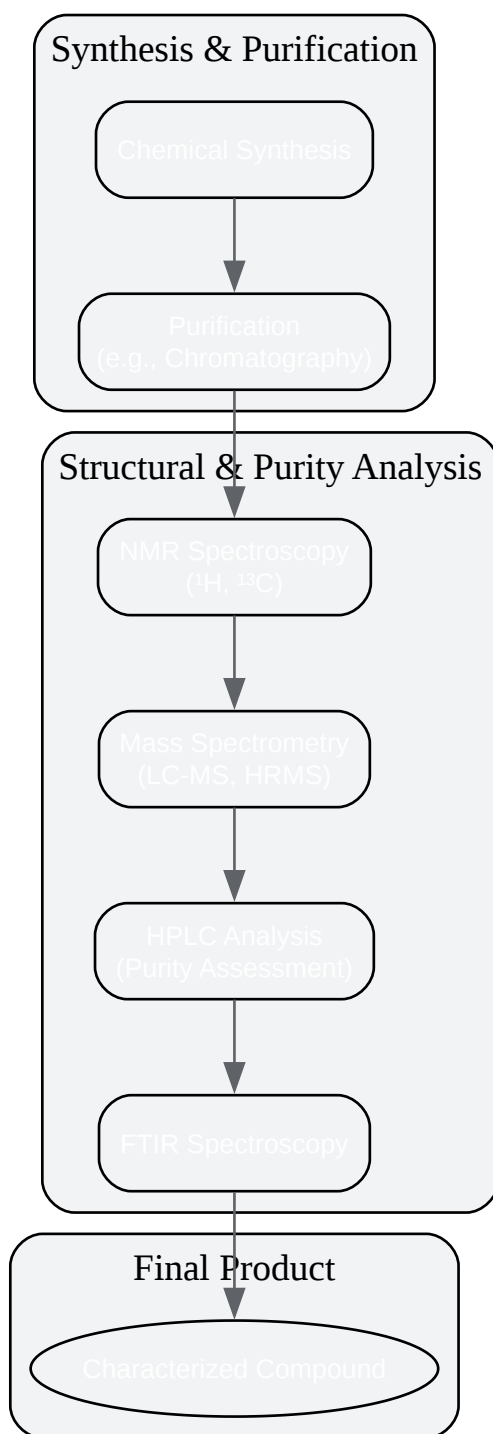 Synthesis & Purification
Chemical Synthesis
Purification
(e.g., Chromatography)
Structural & Purity Analysis
NMR Spectroscopy
(¹H, ¹³C)
Mass Spectrometry
(LC-MS, HRMS)
HPLC Analysis
(Purity Assessment)
FTIR Spectroscopy
Final Product
Characterized Compound